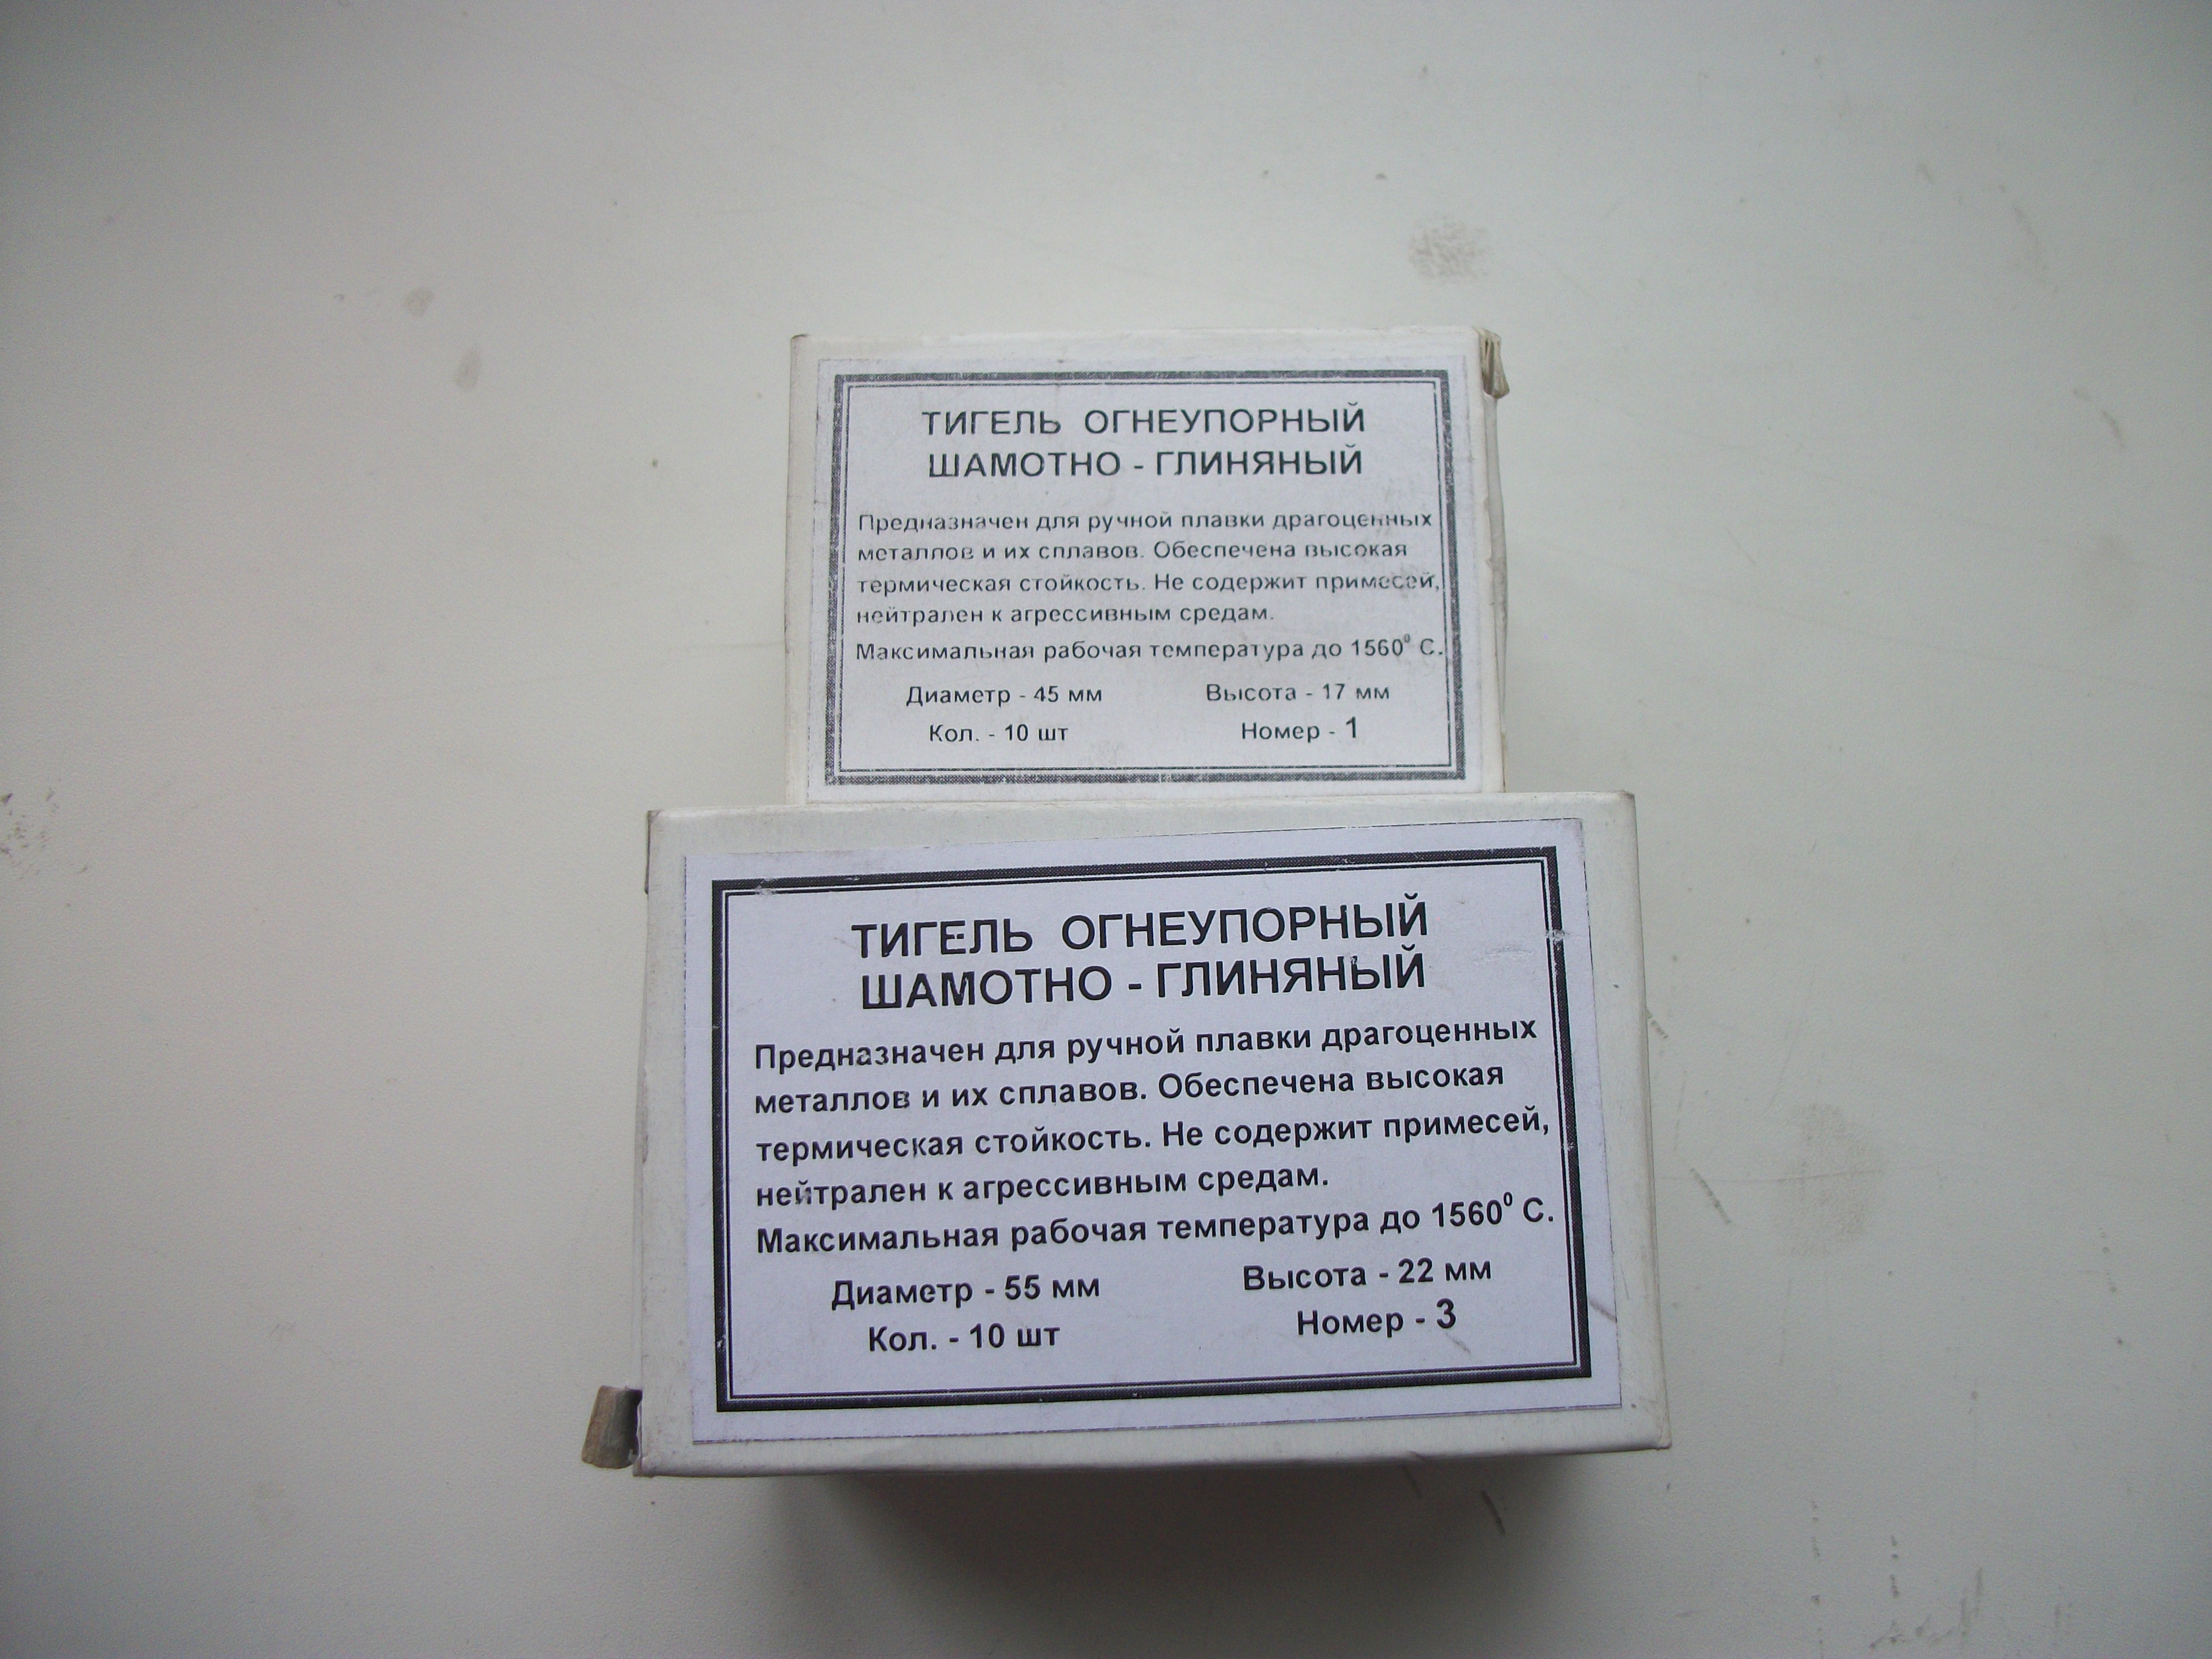 ТИГЕЛЬ ОГНЕУПОРНЫЙ
ШАМОТНО - ГЛИНЯНЫЙ
Предназначен для ручной плавки драгоценных
металлов и их сплавов. Обеспечена высокая
термическая стойкость. Не содержит примесей,
нейтрален к агрессивным средам.
Максимальная рабочая температура до 1560⁰ С.
Диаметр - 45 мм Высота - 17 мм
Кол. - 10 шт Номер - 1
ТИГЕЛЬ ОГНЕУПОРНЫЙ
ШАМОТНО - ГЛИНЯНЫЙ
Предназначен для ручной плавки драгоценных
металлов и их сплавов. Обеспечена высокая
термическая стойкость. Не содержит примесей,
нейтрален к агрессивным средам.
Максимальная рабочая температура до 1560⁰ С.
Диаметр - 55 мм Высота - 22 мм
Кол. - 10 шт Номер - 3